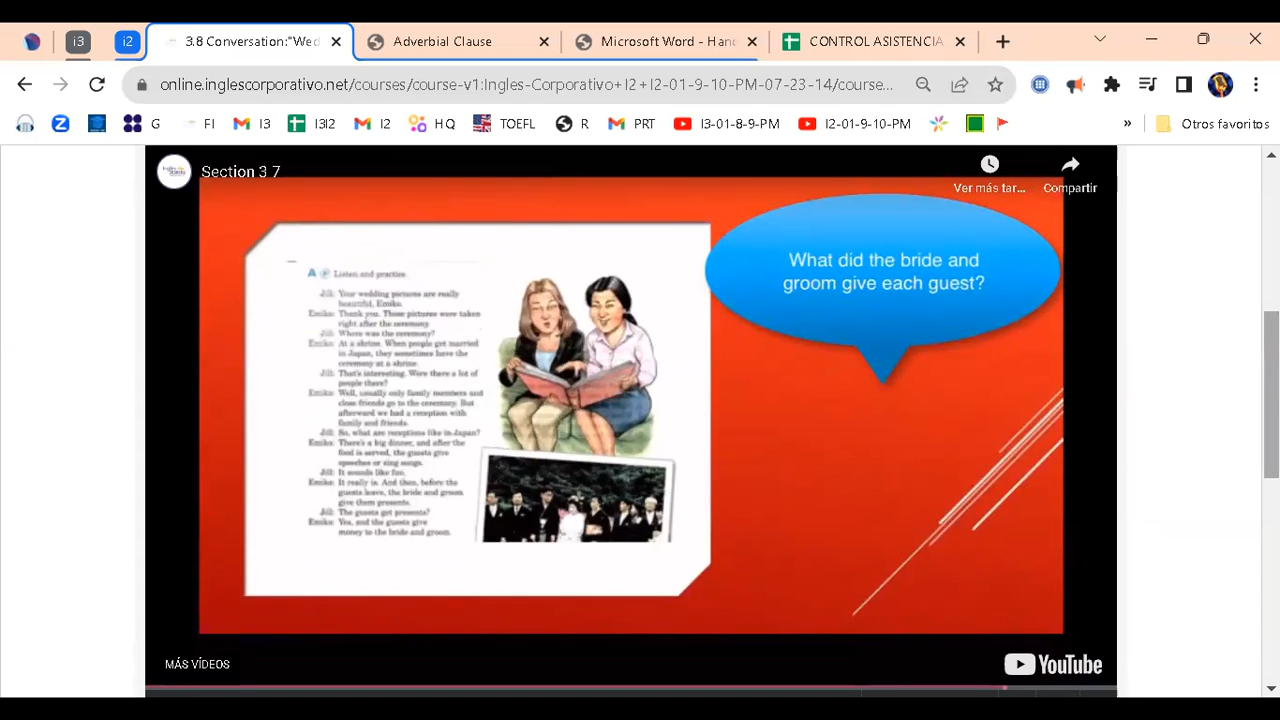 i3
i2
3.8 Conversation:"Wed
Adverbial Clause
Microsoft Word - Hand
CONTROL ASISTENCIA
online.inglescorporativo.net/courses/course-v1:Ingles-Corporativo+I2+I2-01-9-10-PM-07-23-14/course...
G
FI
I3
I3I2
I2
HQ
TOEFL
R
PRT
I3-01-8-9-PM
I2-01-9-10-PM
»
Otros favoritos
Section 3 7
Ver más tar...
Compartir
What did the bride and
groom give each guest?
A Listen and practice.
Jill: Your wedding pictures are really
beautiful, Emiko.
Emiko: Thank you. Those pictures were taken
right after the ceremony.
Jill: Where was the ceremony?
Emiko: At a shrine. When people get married
in Japan, they sometimes have the
ceremony at a shrine.
Jill: That's interesting. Were there a lot of
people there?
Emiko: Well, usually only family members and
close friends go to the ceremony. But
afterward we had a reception with
family and friends.
Jill: So, what are receptions like in Japan?
Emiko: There's a big dinner, and after the
food is served, the guests give
speeches or sing songs.
Jill: It sounds like fun.
Emiko: It really is. And then, before the
guests leave, the bride and groom
give them presents.
Jill: The guests get presents?
Emiko: Yes, and the guests give
money to the bride and groom.
MÁS VÍDEOS
YouTube